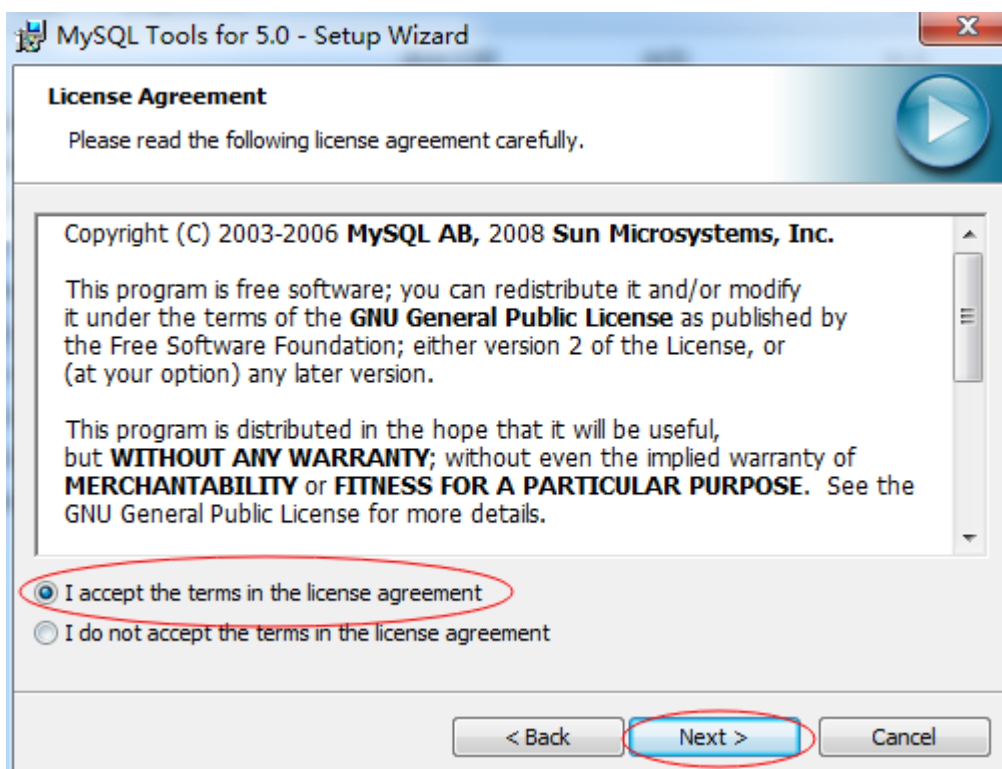 MySQL Tools for 5.0 - Setup Wizard
License Agreement
Please read the following license agreement carefully.
Copyright (C) 2003-2006 MySQL AB, 2008 Sun Microsystems, Inc.
This program is free software; you can redistribute it and/or modify
it under the terms of the GNU General Public License as published by
the Free Software Foundation; either version 2 of the License, or
(at your option) any later version.
This program is distributed in the hope that it will be useful,
but WITHOUT ANY WARRANTY; without even the implied warranty of
MERCHANTABILITY or FITNESS FOR A PARTICULAR PURPOSE.  See the
GNU General Public License for more details.
I accept the terms in the license agreement
I do not accept the terms in the license agreement
< Back Next > Cancel